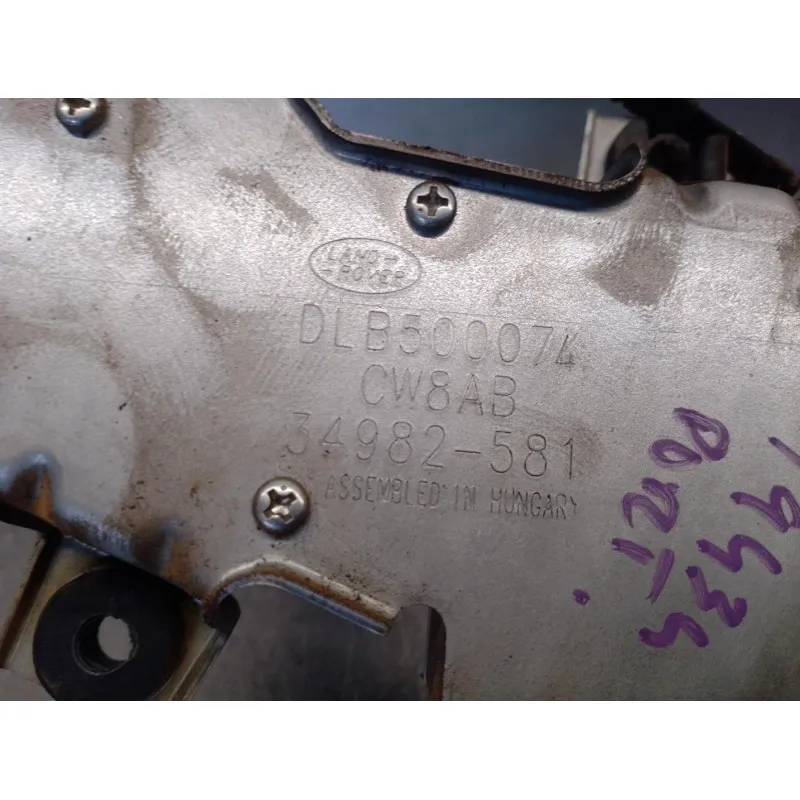 LAND-
-ROVER
DLB500074
CW8AB
34982-581
ASSEMBLED IN HUNGARY